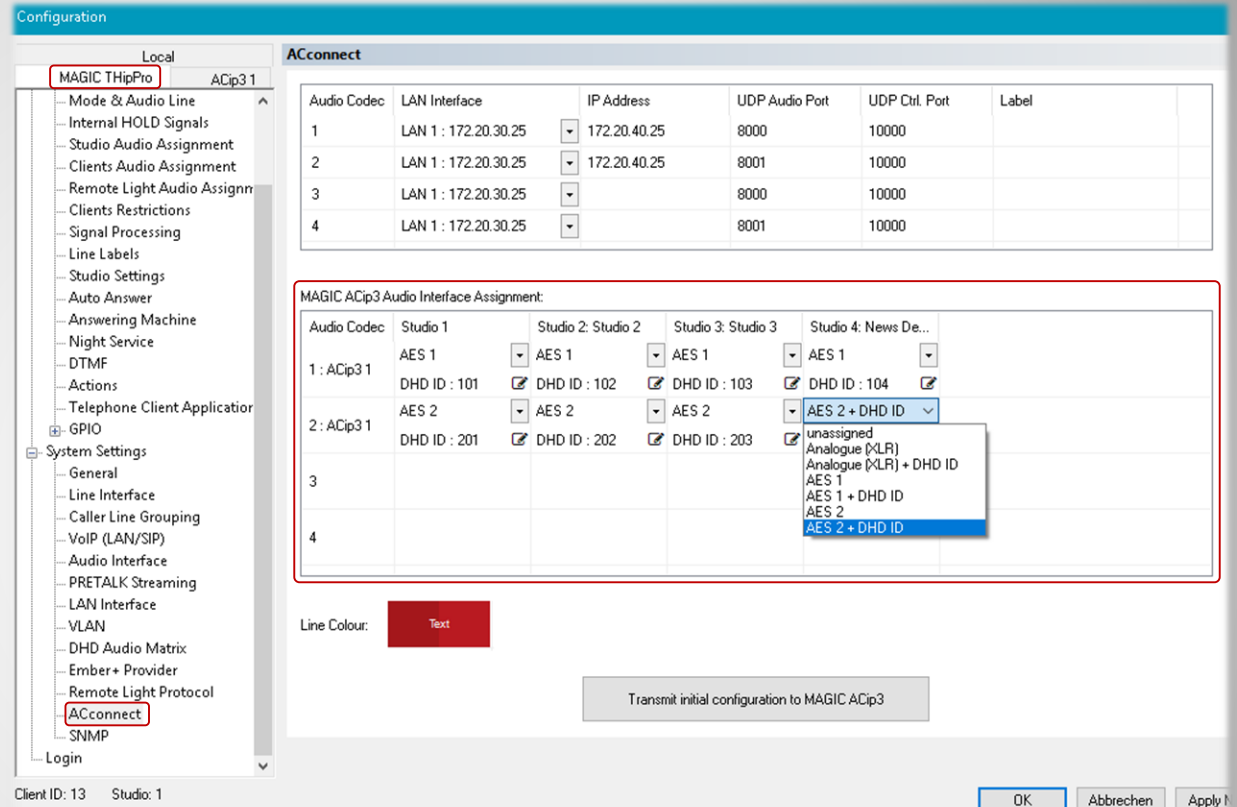 Configuration
Local
MAGIC THipPro
ACip3 1
Mode & Audio Line
Internal HOLD Signals
Studio Audio Assignment
Clients Audio Assignment
Remote Light Audio Assignm
Clients Restrictions
Signal Processing
Line Labels
Studio Settings
Auto Answer
Answering Machine
Night Service
DTMF
Actions
Telephone Client Application
GPIO
System Settings
General
Line Interface
Caller Line Grouping
VoIP (LAN/SIP)
Audio Interface
PRETALK Streaming
LAN Interface
VLAN
DHD Audio Matrix
Ember+ Provider
Remote Light Protocol
ACconnect
SNMP
Login
Client ID: 13 Studio: 1
ACconnect
Audio Codec LAN Interface IP Address UDP Audio Port UDP Ctrl. Port Label
1 LAN 1 : 172.20.30.25 172.20.40.25 8000 10000
2 LAN 1 : 172.20.30.25 172.20.40.25 8001 10000
3 LAN 1 : 172.20.30.25 8000 10000
4 LAN 1 : 172.20.30.25 8001 10000
MAGIC ACip3 Audio Interface Assignment:
Audio Codec Studio 1 Studio 2: Studio 2 Studio 3: Studio 3 Studio 4: News De...
1 : ACip3 1
AES 1 AES 1 AES 1 AES 1
DHD ID : 101 DHD ID : 102 DHD ID : 103 DHD ID : 104
2 : ACip3 1
AES 2 AES 2 AES 2 AES 2 + DHD ID
DHD ID : 201 DHD ID : 202 DHD ID : 203
unassigned
Analogue (XLR)
Analogue (XLR) + DHD ID
AES 1
AES 1 + DHD ID
AES 2
AES 2 + DHD ID
3
4
Line Colour: Text
Transmit initial configuration to MAGIC ACip3
OK Abbrechen Apply N